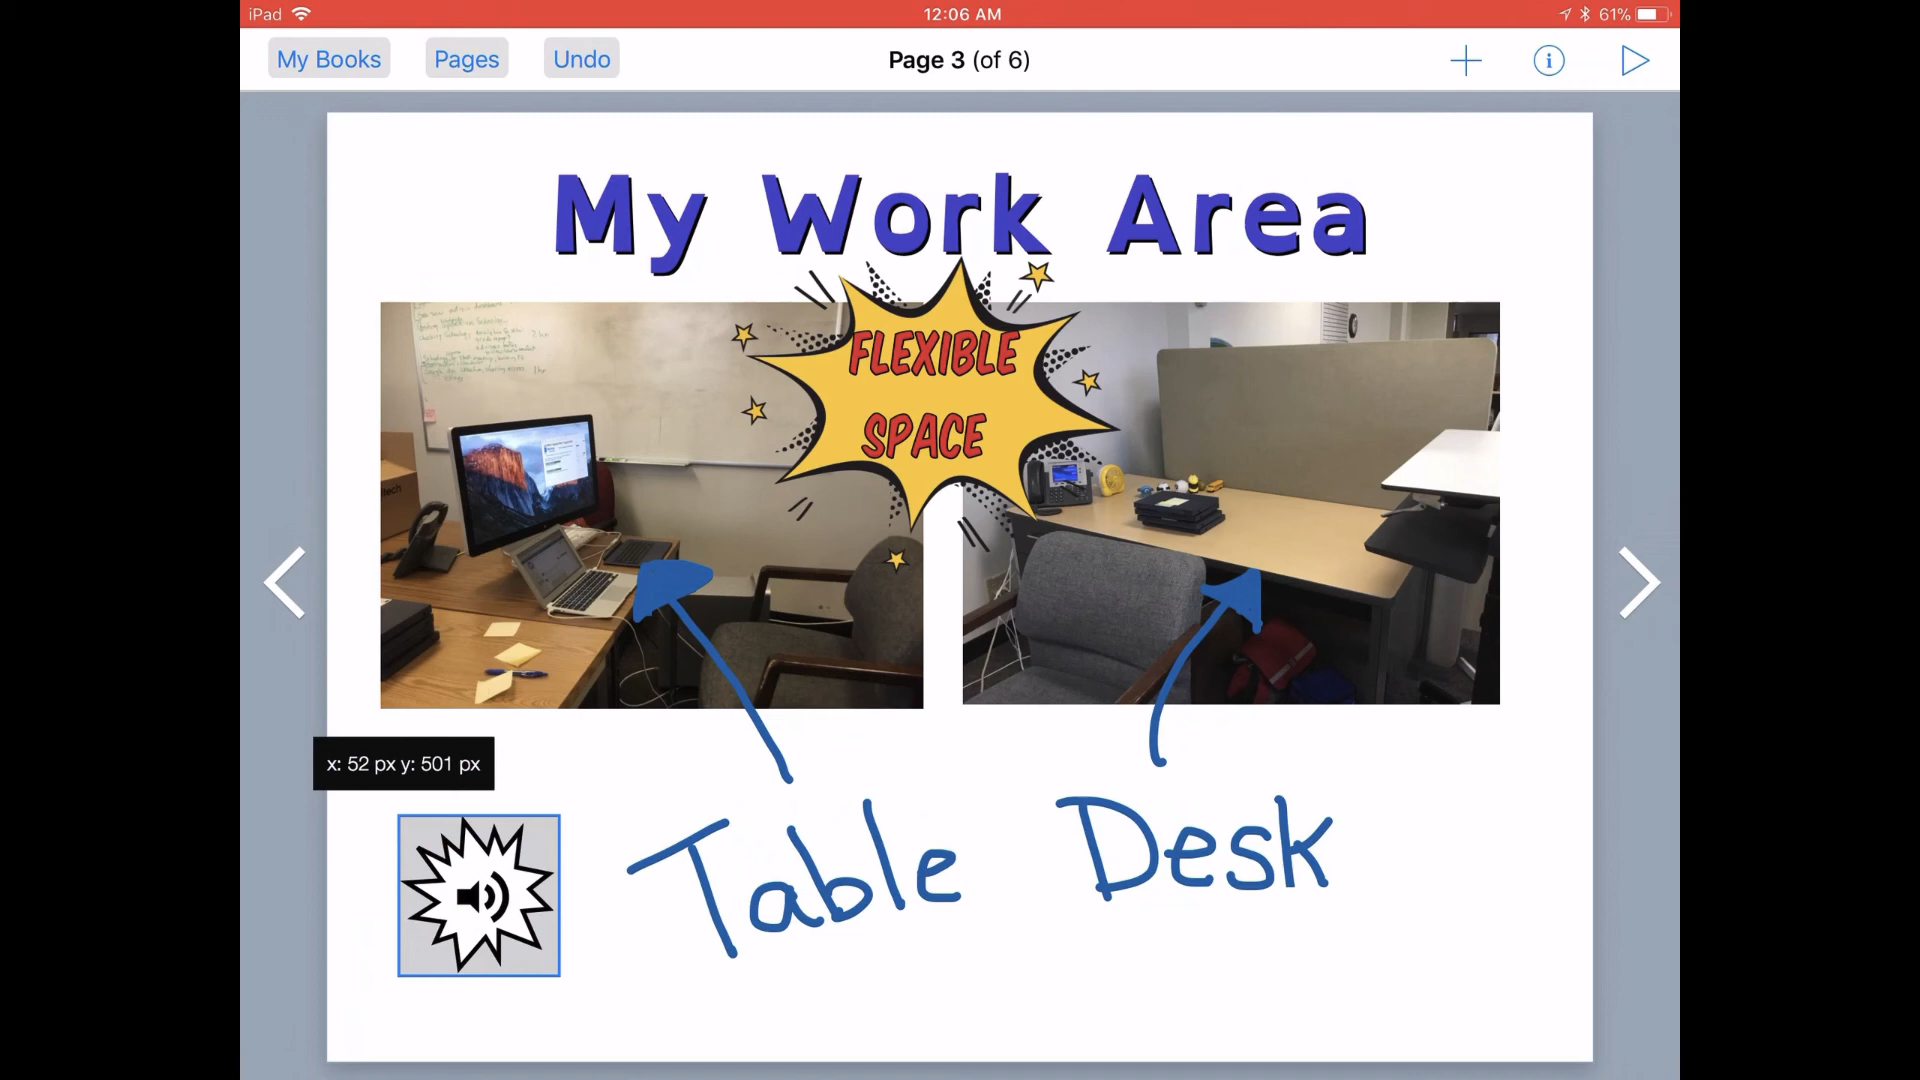 iPad 12:06 AM 61%
My Books Pages Undo Page 3 (of 6)
My Work Area
FLEXIBLE
SPACE
x: 52 px y: 501 px
Table Desk